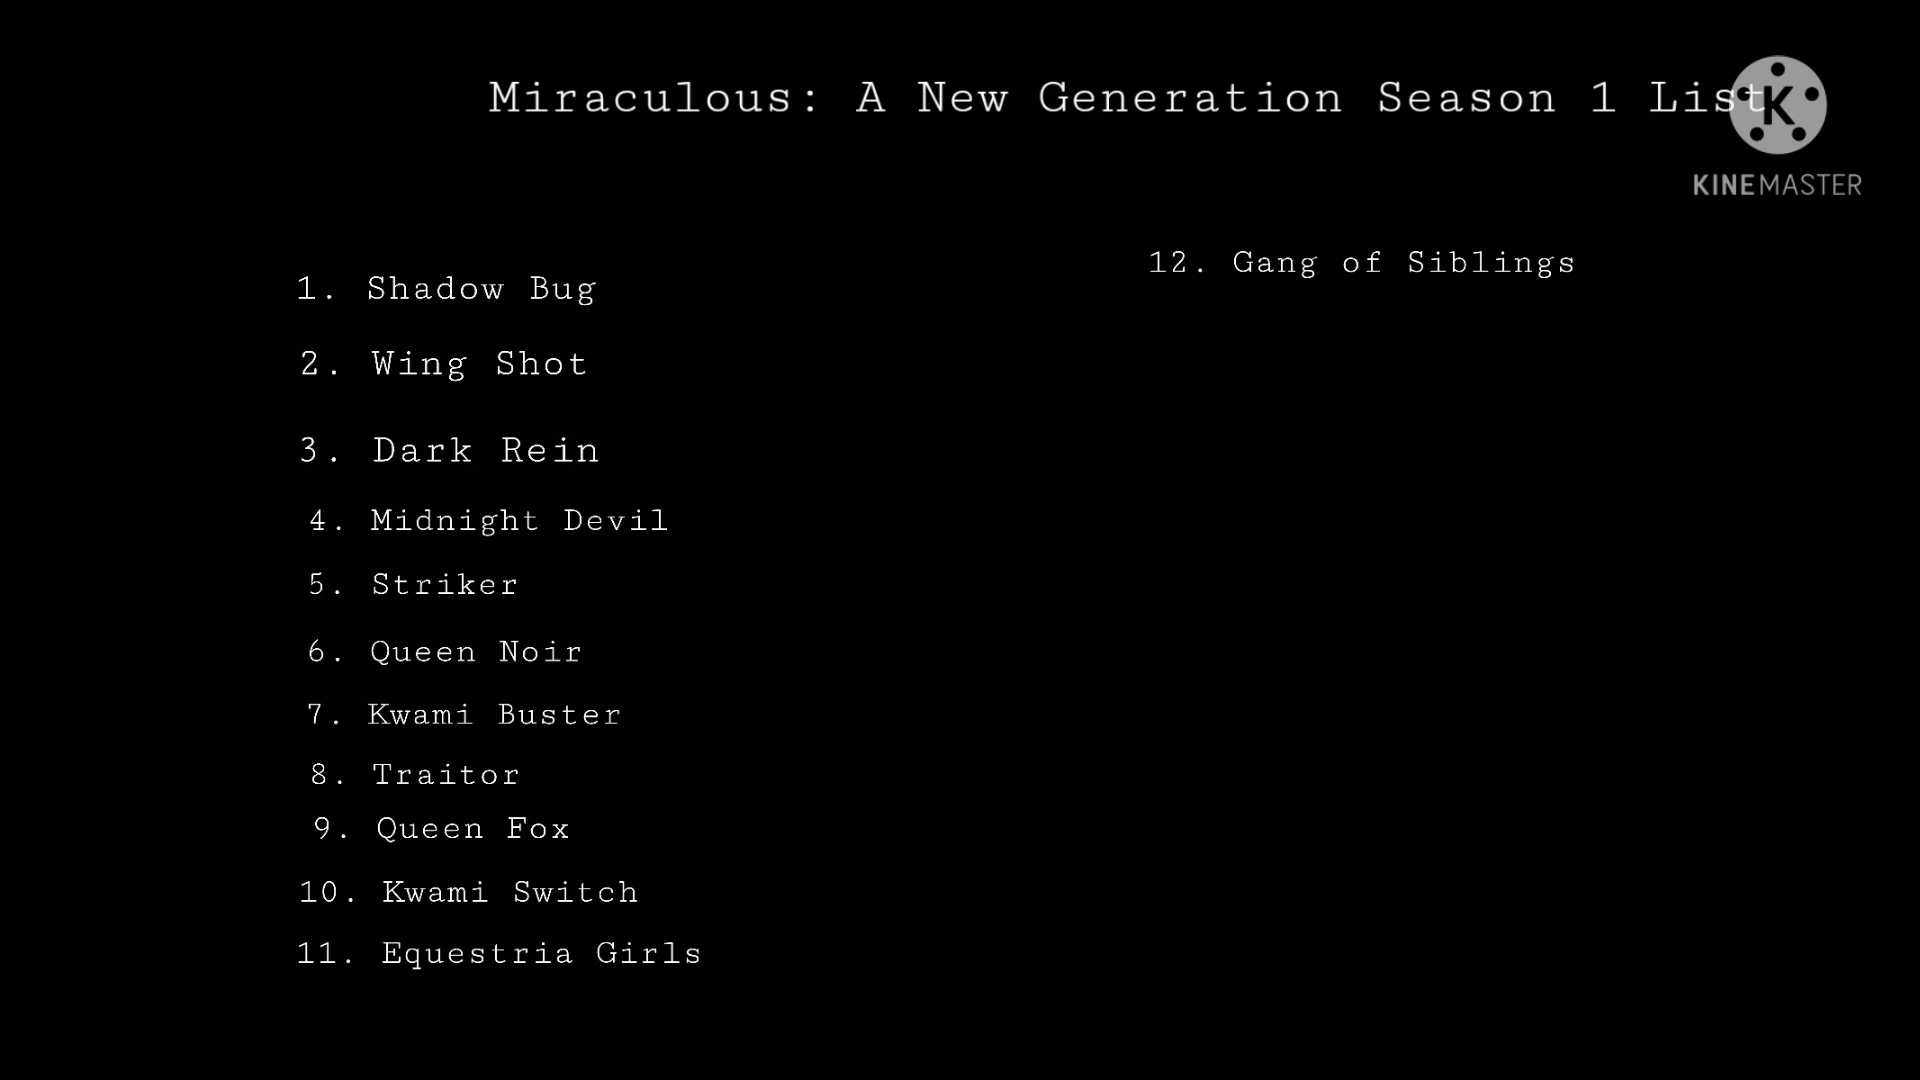 Miraculous: A New Generation Season 1 List
K
KINEMASTER
1. Shadow Bug
2. Wing Shot
3. Dark Rein
4. Midnight Devil
5. Striker
6. Queen Noir
7. Kwami Buster
8. Traitor
9. Queen Fox
10. Kwami Switch
11. Equestria Girls
12. Gang of Siblings